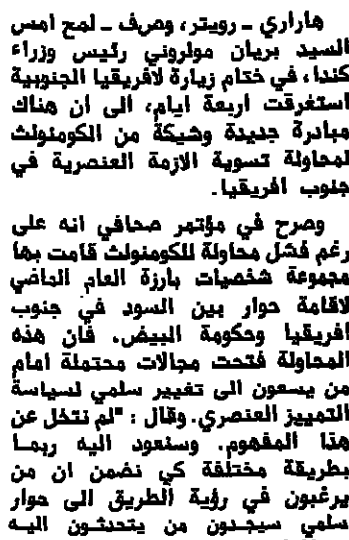 هاراري – رويتر، وصف – لمح امس
السيد بريان مولروني رئيس وزراء
كندا، في ختام زيارة لافريقيا الجنوبية
استغرقت اربعة ايام، الى ان هناك
مبادرة جديدة وشيكة من الكومنولث
لمحاولة تسوية الازمة العنصرية في
جنوب افريقيا.
وصرح في مؤتمر صحافي انه على
رغم فشل محاولة للكومنولث قامت بها
مجموعة شخصيات بارزة العام الماضي
لاقامة حوار بين السود في جنوب
افريقيا وحكومة البيض، فان هذه
المحاولة فتحت مجالات محتملة امام
من يسعون الى تغيير سلمي لسياسة
التمييز العنصري. وقال : "لم نتخل عن
هذا المفهوم. وسنعود اليه ربما
بطريقة مختلفة كي نضمن ان من
يرغبون في رؤية الطريق الى حوار
سلمي سيجدون من يتحدثون اليه